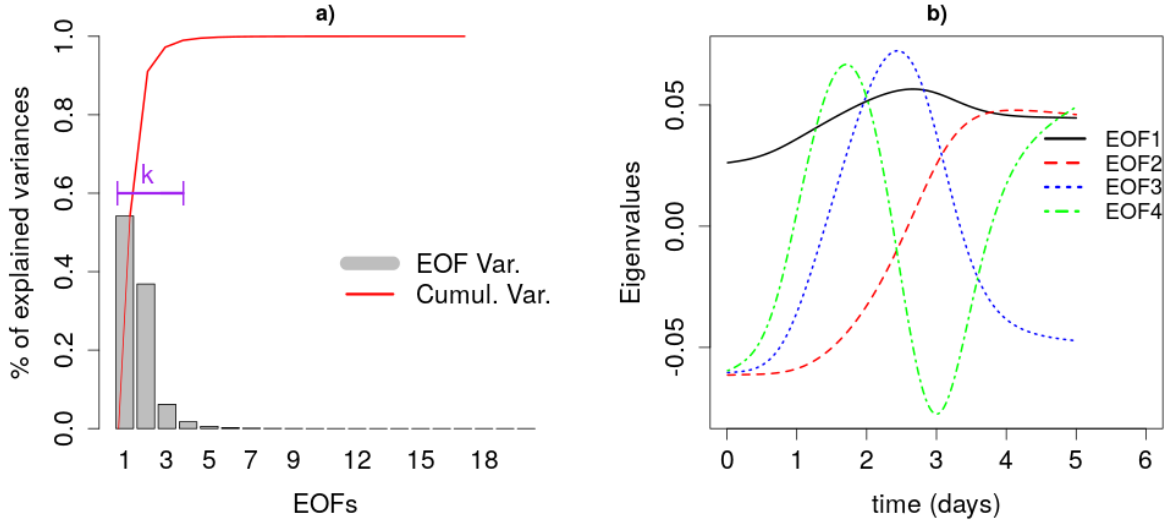 a)
% of explained variances
1.0
0.8
0.6
0.4
0.2
0.0
k
EOF Var.
Cumul. Var.
1 3 5 7 9 12 15 18
EOFs
b)
Eigenvalues
0.05
0.00
-0.05
EOF1
EOF2
EOF3
EOF4
0 1 2 3 4 5 6
time (days)